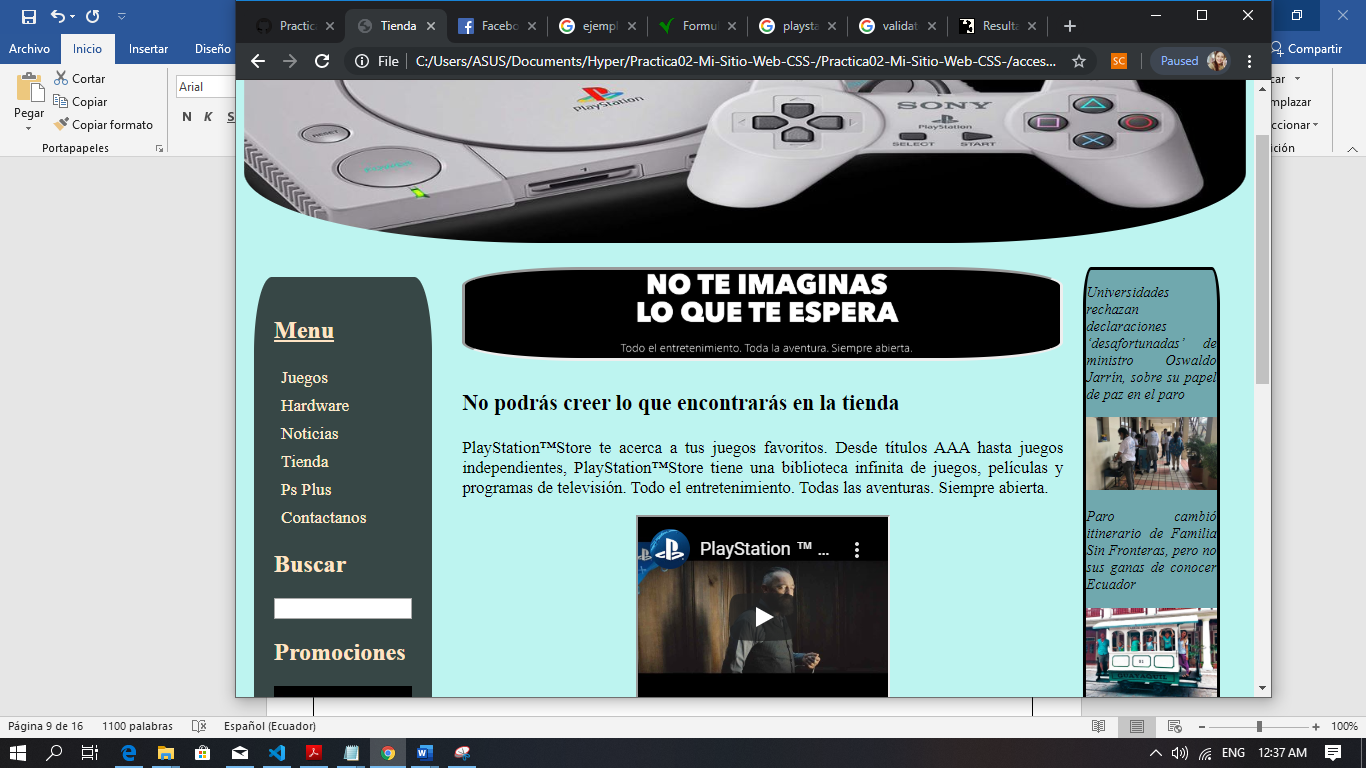 Archivo Inicio Insertar Diseño
Compartir
Pegar
Cortar
Copiar
Copiar formato
Portapapeles
Arial
N K S
Practic
Tienda
Facebo
ejempl
Formul
playsta
validat
Resulta
File C:/Users/ASUS/Documents/Hyper/Practica02-Mi-Sitio-Web-CSS-/Practica02-Mi-Sitio-Web-CSS-/acces...
SC
Paused
car
mplazar
ccionar
ición
PlayStation
RESET
SONY
PlayStation
SELECT START
Menu
Juegos
Hardware
Noticias
Tienda
Ps Plus
Contactanos
Buscar
Promociones
NO TE IMAGINAS
LO QUE TE ESPERA
Todo el entretenimiento. Toda la aventura. Siempre abierta.
No podrás creer lo que encontrarás en la tienda
PlayStation™Store te acerca a tus juegos favoritos. Desde títulos AAA hasta juegos
independientes, PlayStation™Store tiene una biblioteca infinita de juegos, películas y
programas de televisión. Todo el entretenimiento. Todas las aventuras. Siempre abierta.
PlayStation ™ ...
Universidades
rechazan
declaraciones
‘desafortunadas’ de
ministro Oswaldo
Jarrín, sobre su papel
de paz en el paro
Paro cambió
itinerario de Familia
Sin Fronteras, pero no
sus ganas de conocer
Ecuador
GUAYAQUIL
Página 9 de 16 1100 palabras Español (Ecuador)
100%
ENG 12:37 AM